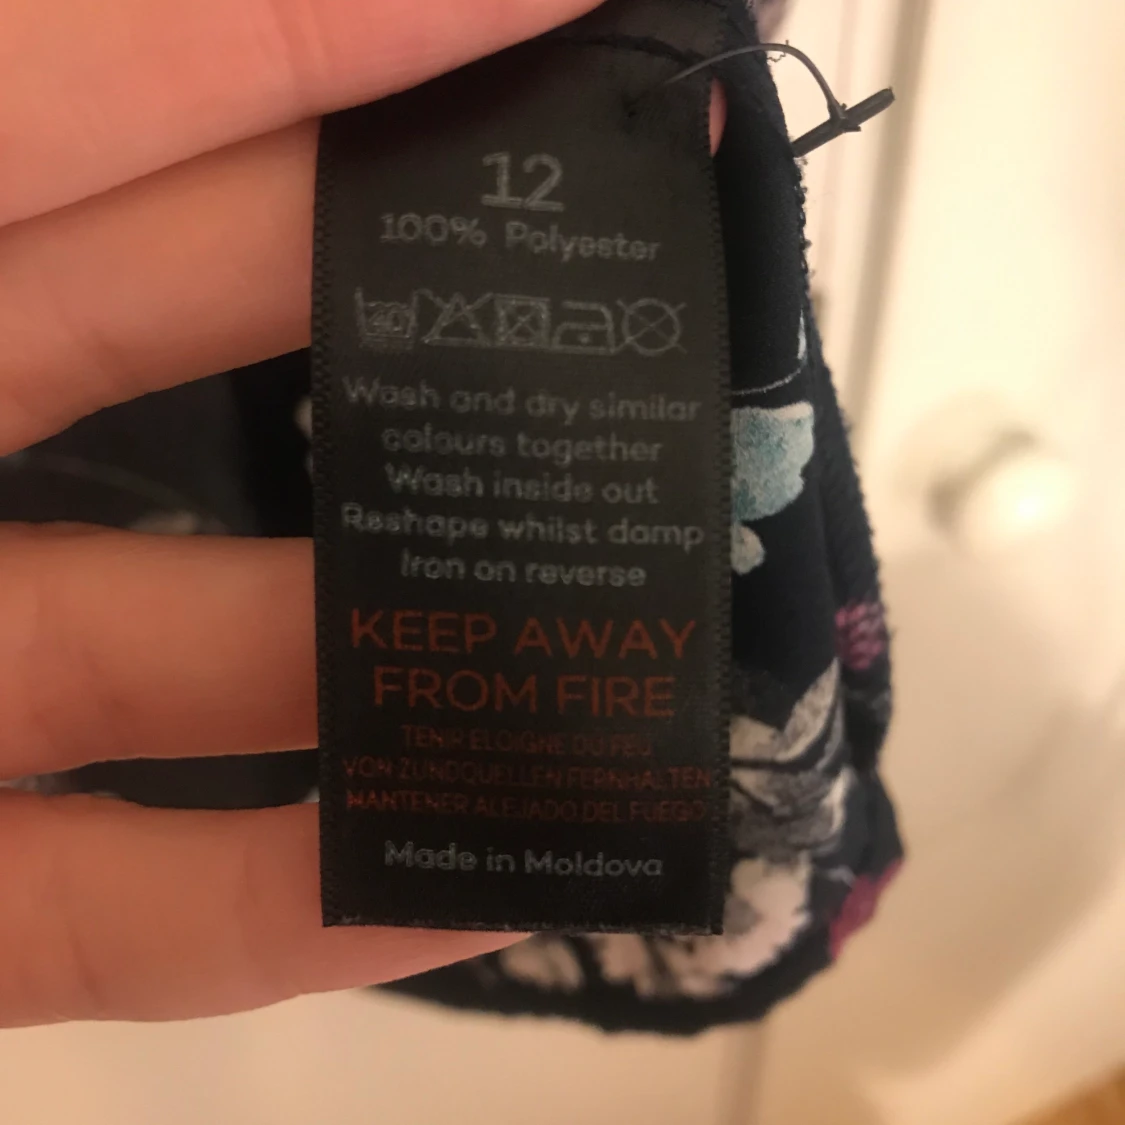 12
100% Polyester
40
Wash and dry similar
colours together
Wash inside out
Reshape whilst damp
Iron on reverse
KEEP AWAY
FROM FIRE
TENIR ELOIGNE DU FEU
VON ZUNDQUELLEN FERNHALTEN
MANTENER ALEJADO DEL FUEGO
Made in Moldova